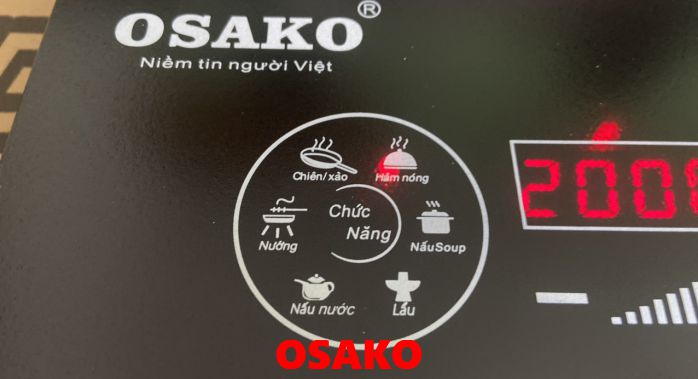 OSAKO®
Niềm tin người Việt
Chiên/xào
Hâm nóng
Chức
Năng
Nướng
NấuSoup
Nấu nước
Lẩu
OSAKO